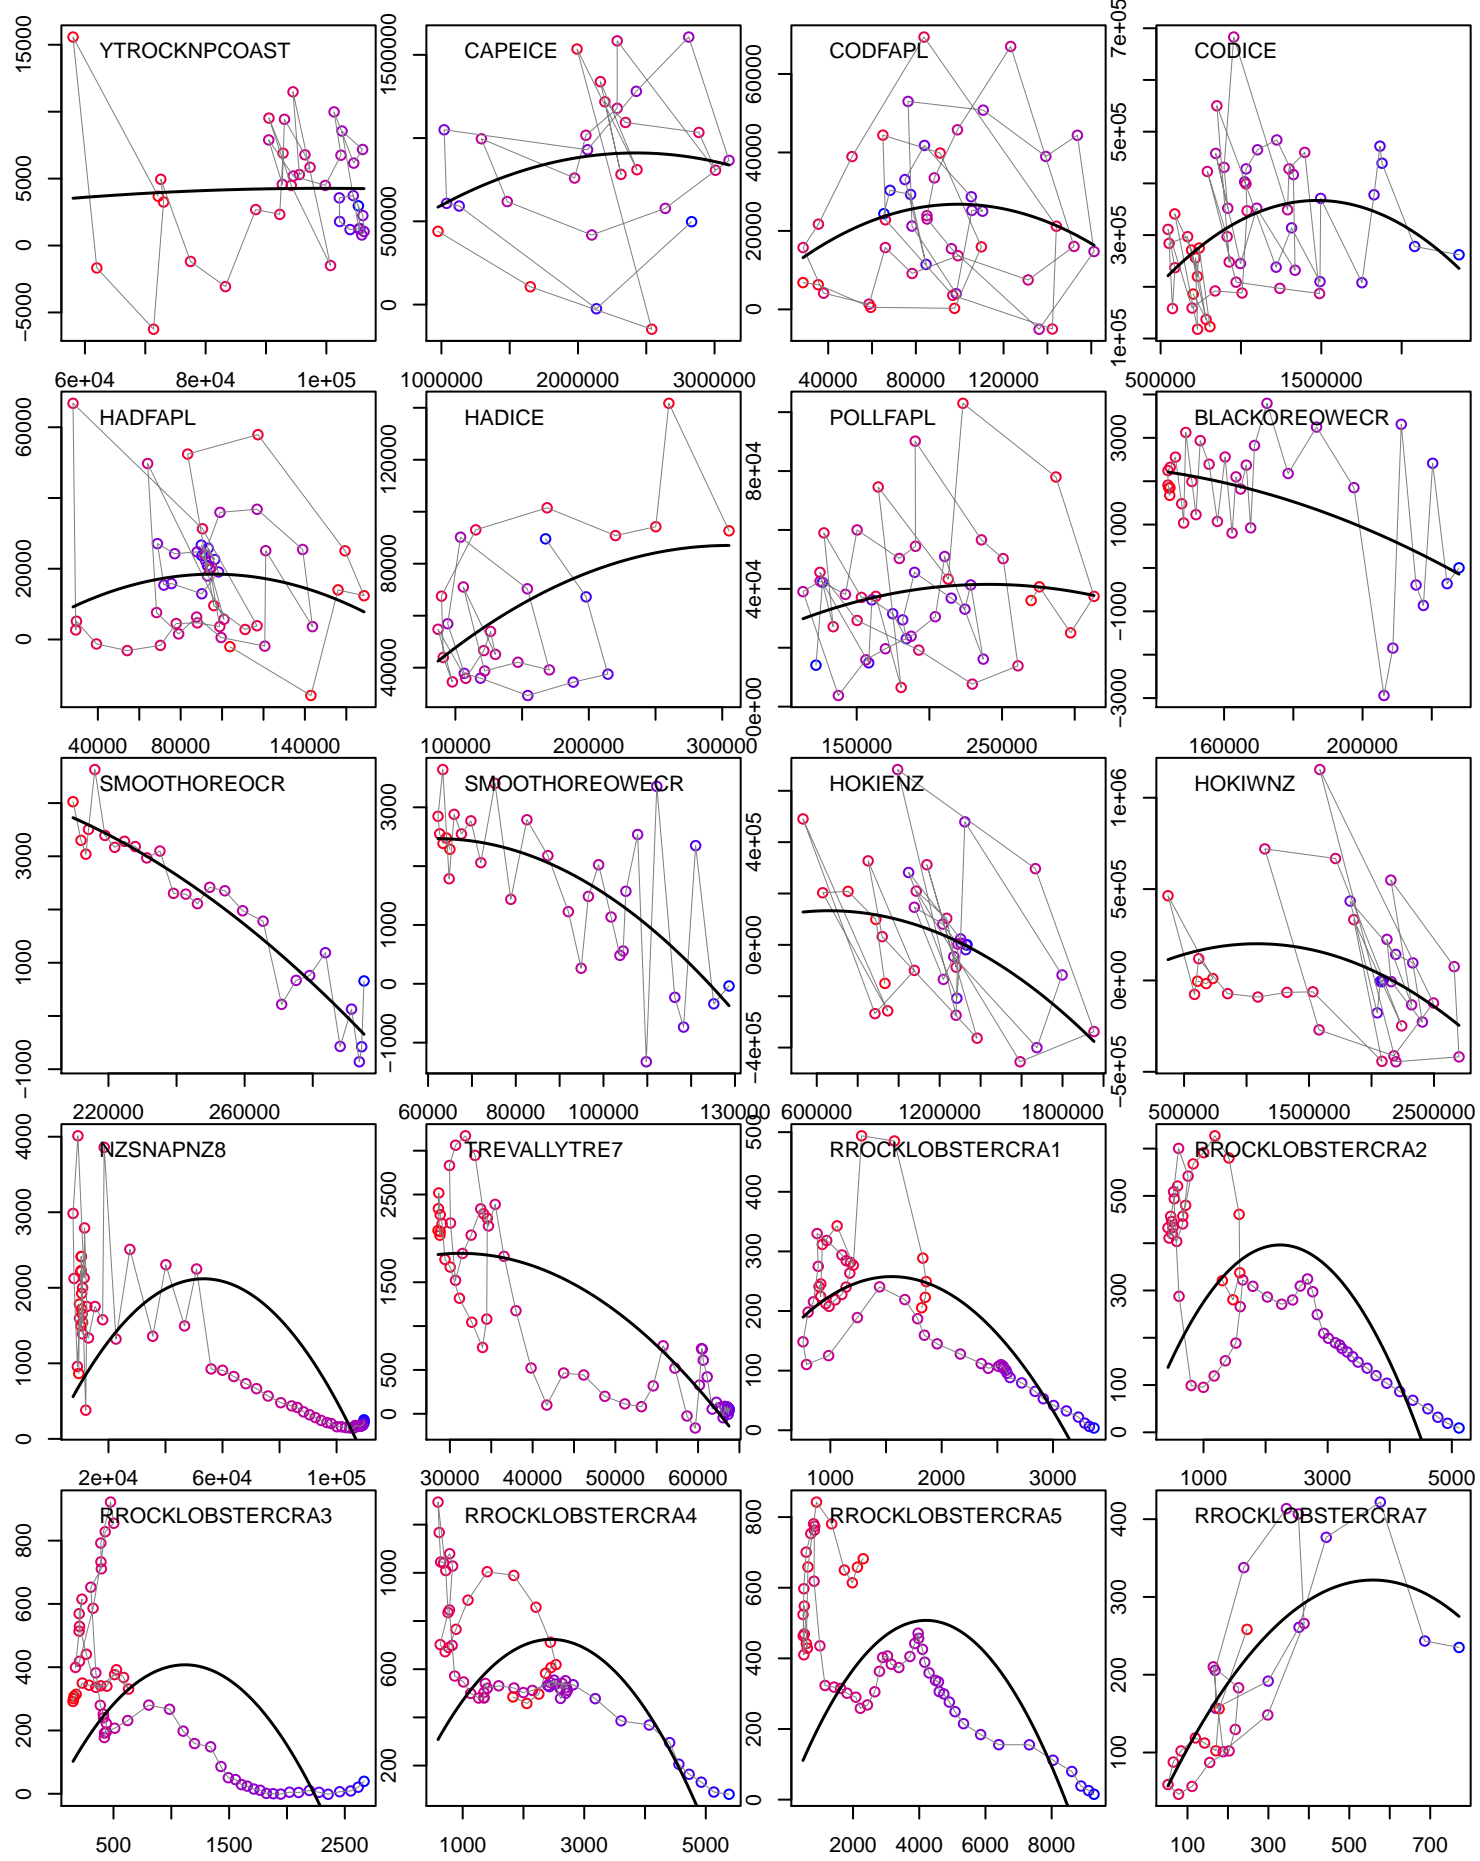 YTROCKNPCOAST
−5000 0 5000 15000
6e+04 8e+04 1e+05
CAPEICE
0 500000 1500000
1000000 2000000 3000000
CODFAPL
0 20000 40000 60000
40000 80000 120000
CODICE
1e+05 3e+05 5e+05 7e+05
500000 1500000
HADFAPL
0 20000 60000
40000 80000 140000
HADICE
40000 80000 120000
100000 200000 300000
POLLFAPL
0e+00 4e+04 8e+04
150000 250000
BLACKOREOWECR
−3000 −1000 1000 3000
160000 200000
SMOOTHOREOCR
−1000 1000 3000
220000 260000
SMOOTHOREOWECR
−1000 0 1000 3000
60000 80000 100000 130000
HOKIENZ
−4e+05 0e+00 4e+05
600000 1200000 1800000
HOKIWNZ
−5e+05 0e+00 5e+05 1e+06
500000 1500000 2500000
NZSNAPNZ8
0 1000 2000 3000 4000
2e+04 6e+04 1e+05
TREVALLYTRE7
0 500 1500 2500
30000 40000 50000 60000
RROCKLOBSTERCRA1
0 100 200 300 400 500
1000 2000 3000
RROCKLOBSTERCRA2
0 100 300 500
1000 3000 5000
RROCKLOBSTERCRA3
0 200 400 600 800
500 1500 2500
RROCKLOBSTERCRA4
200 600 1000
1000 3000 5000
RROCKLOBSTERCRA5
0 200 400 600 800
2000 4000 6000 8000
RROCKLOBSTERCRA7
100 200 300 400
100 300 500 700